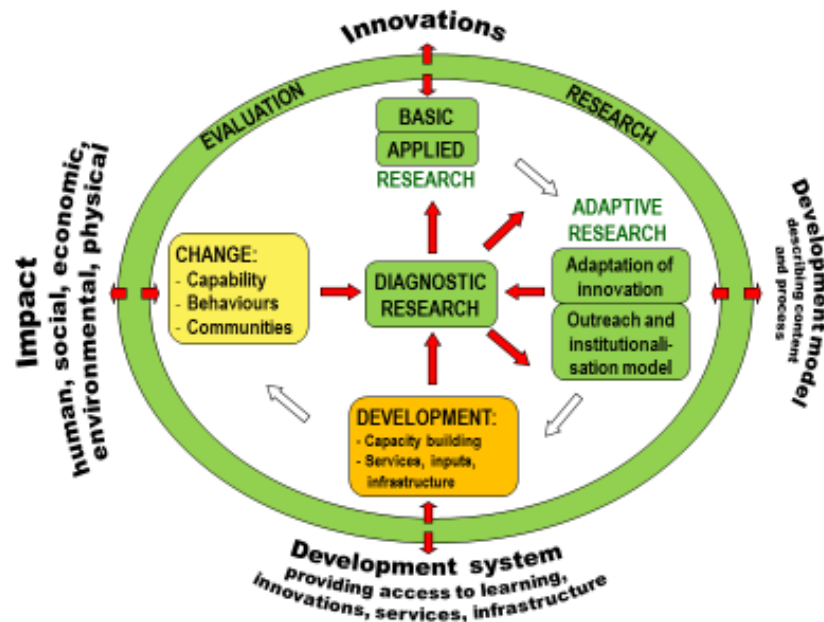 Innovations
EVALUATION
RESEARCH
BASIC
APPLIED
RESEARCH
ADAPTIVE
RESEARCH
Adaptation of
innovation
Outreach and
institutionali-
sation model
CHANGE:
- Capability
- Behaviours
- Communities
DIAGNOSTIC
RESEARCH
DEVELOPMENT:
- Capacity building
- Services, inputs,
infrastructure
Impact
human, social, economic,
environmental, physical
Development model
describing content
and process
Development system
providing access to learning,
innovations, services, infrastructure